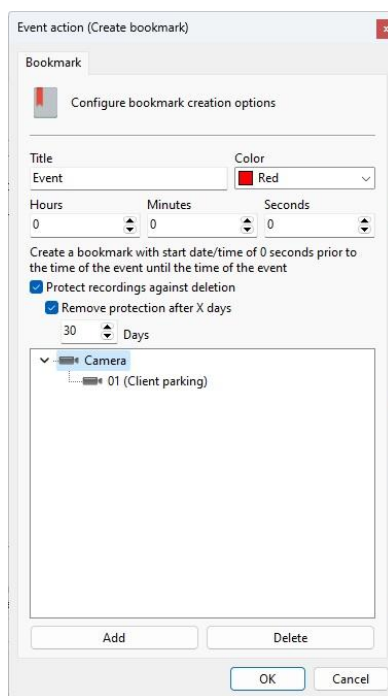 Event action (Create bookmark)
x
Bookmark
Configure bookmark creation options
Title Color
Event Red
Hours Minutes Seconds
0 0 0
Create a bookmark with start date/time of 0 seconds prior to
the time of the event until the time of the event
Protect recordings against deletion
Remove protection after X days
30 Days
Camera
01 (Client parking)
Add Delete
OK Cancel